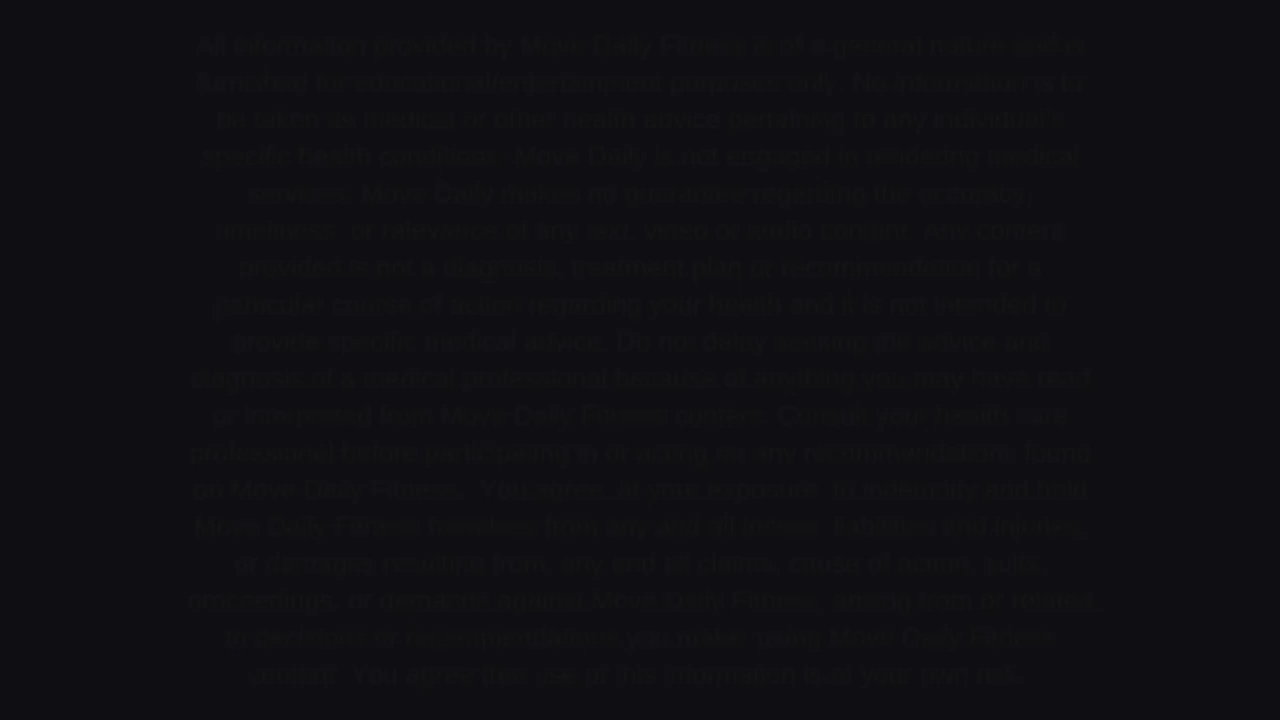 All information provided by Move Daily Fitness is of a general nature and is
furnished for educational/entertainment purposes only. No information is to
be taken as medical or other health advice pertaining to any individual
specific health conditions. Move Daily is not engaged in rendering medical
services. Move Daily makes no guarantee regarding the accuracy,
timeliness, or relevance of any text, video or audio content. Any content
provided is not a diagnosis, treatment plan or recommendation for a
particular course of action regarding your health and it is not intended to
provide specific medical advice. Do not delay seeking the advice and
diagnosis of a medical professional because of anything you may have read
or interpreted from Move Daily Fitness content. Consult your health care
professional before participating in or acting on any recommendations found
on Move Daily Fitness. You agree, at your exposure, to indemnify and hold
Move Daily Fitness harmless from any and all losses, liabilities and injuries,
or damages resulting from, any and all claims, cause of action, suits,
proceedings, or demands against Move Daily Fitness, arising from or related
to decisions or recommendations you make using Move Daily Fitness
content. You agree that use of this information is at your own risk.